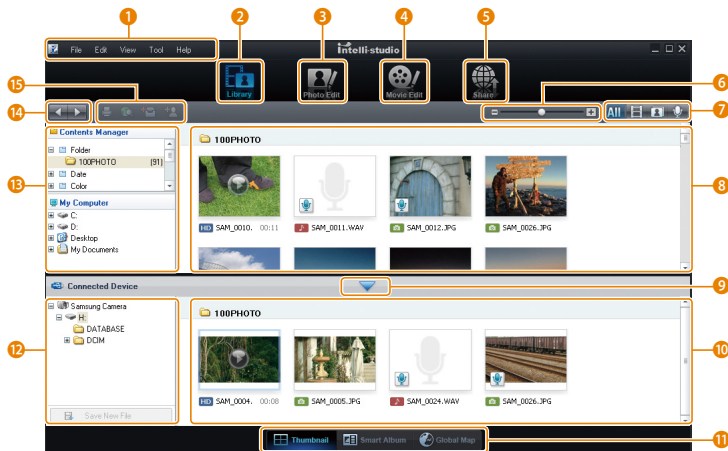 1 2 3 4 5
File Edit View Tool Help
intelli-studio
Library Photo Edit Movie Edit Share
15 6
14 All 7
Contents Manager
Folder
100PHOTO (91)
Date
Color
13
My Computer
C:
D:
Desktop
My Documents
100PHOTO
HD SAM_0010. 00:11 SAM_0011.WAV SAM_0012.JPG SAM_0026.JPG
8
Connected Device 9
Samsung Camera
H:
DATABASE
DCIM
12
Save New File
100PHOTO
HD SAM_0004. 00:08 SAM_0005.JPG SAM_0024.WAV SAM_0026.JPG
10
Thumbnail Smart Album Global Map 11